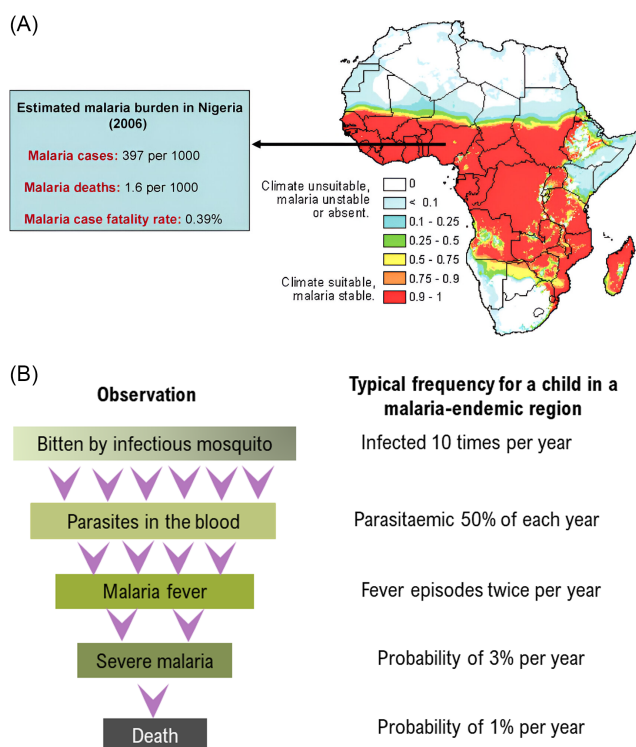 (A)
Estimated malaria burden in Nigeria
(2006)
Malaria cases: 397 per 1000
Malaria deaths: 1.6 per 1000
Malaria case fatality rate: 0.39%
Climate unsuitable,
malaria unstable
or absent.
Climate suitable,
malaria stable.
0
< 0.1
0.1 - 0.25
0.25 - 0.5
0.5 - 0.75
0.75 - 0.9
0.9 - 1
(B)
Observation
Typical frequency for a child in a
malaria-endemic region
Bitten by infectious mosquito
Infected 10 times per year
Parasites in the blood
Parasitaemic 50% of each year
Malaria fever
Fever episodes twice per year
Severe malaria
Probability of 3% per year
Death
Probability of 1% per year